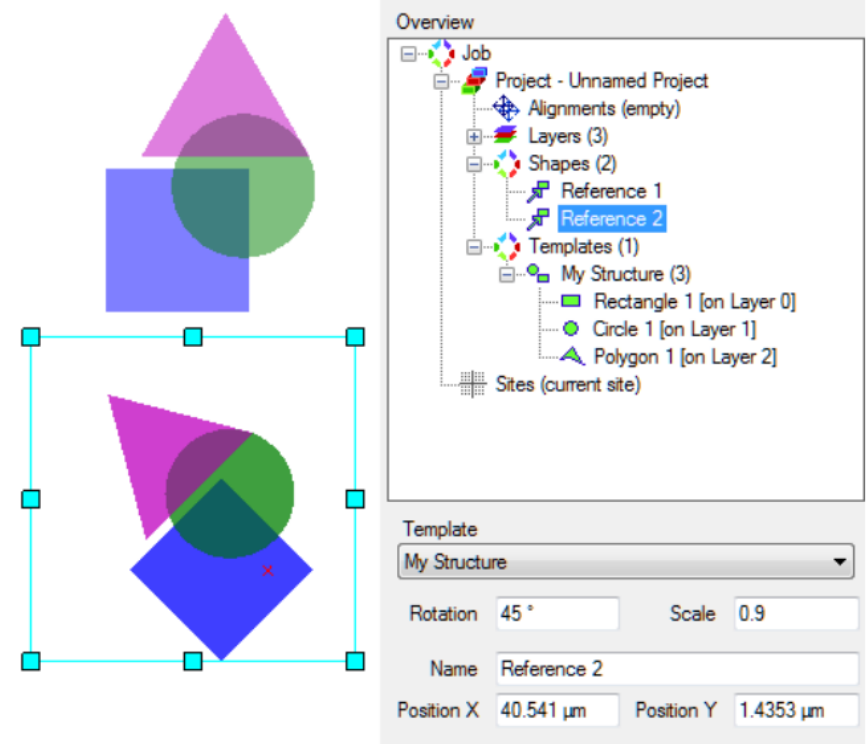 Overview
Job
Project - Unnamed Project
Alignments (empty)
Layers (3)
Shapes (2)
Reference 1
Reference 2
Templates (1)
My Structure (3)
Rectangle 1 [on Layer 0]
Circle 1 [on Layer 1]
Polygon 1 [on Layer 2]
Sites (current site)
Template
My Structure
Rotation 45 ° Scale 0.9
Name Reference 2
Position X 40.541 µm Position Y 1.4353 µm